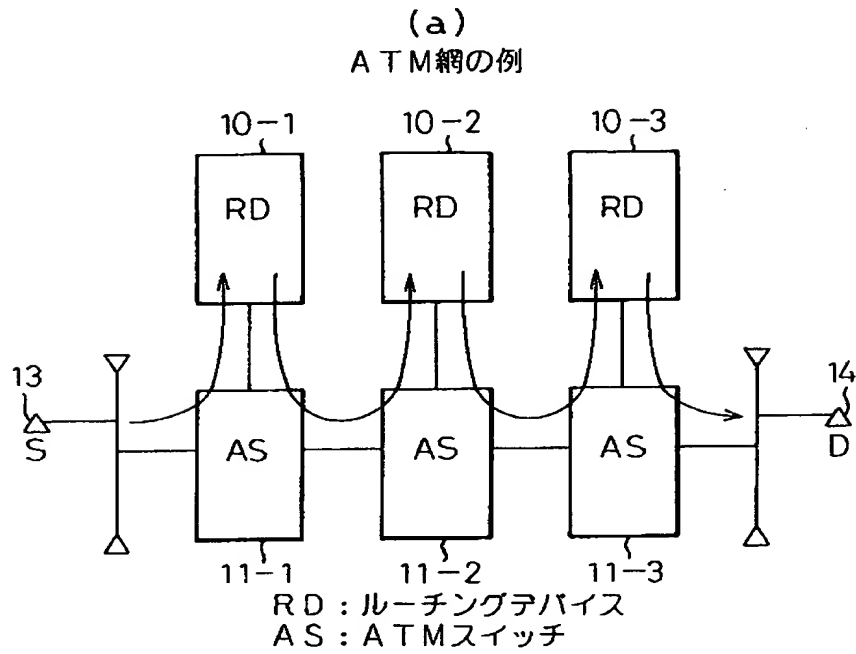 (a)
ATM網の例
10-1 10-2 10-3
RD RD RD
13 14
S D
AS AS AS
11-1 11-2 11-3
RD:ルーチングデバイス
AS:ATMスイッチ